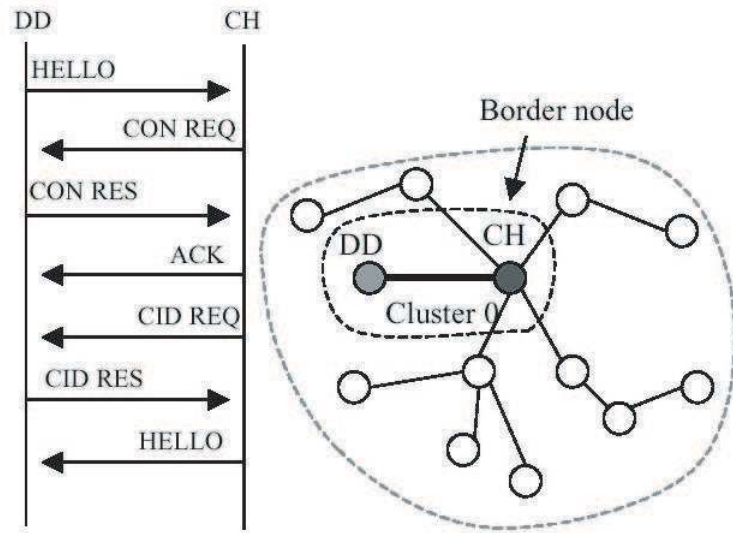 DD
CH
HELLO
CON REQ
CON RES
ACK
CID REQ
CID RES
HELLO
Border node
DD
CH
Cluster 0